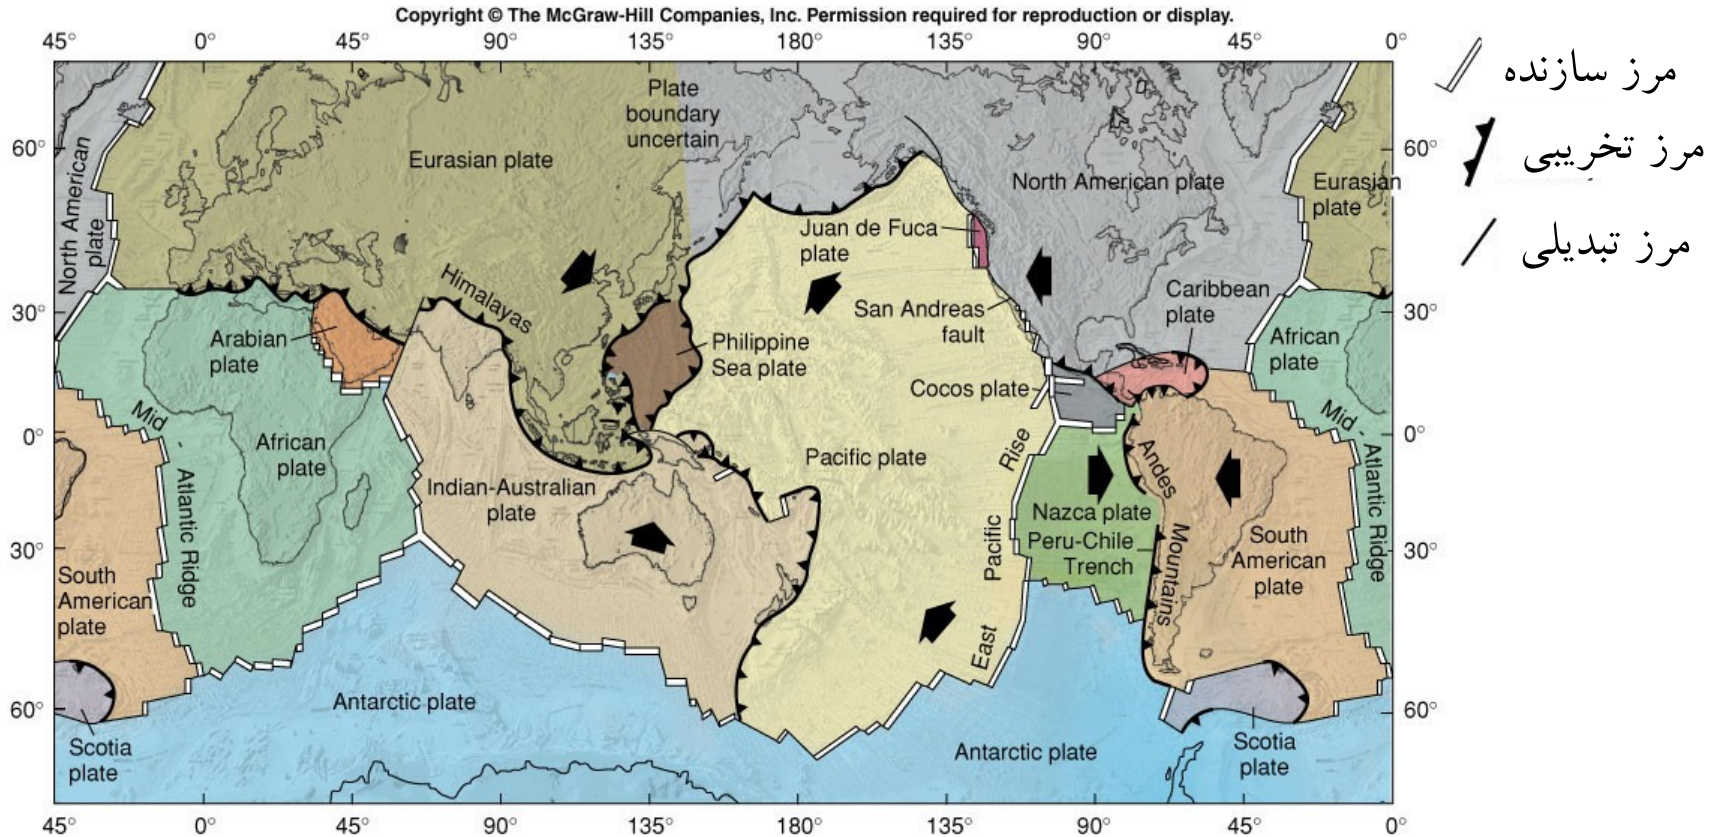 Copyright © The McGraw-Hill Companies, Inc. Permission required for reproduction or display.
45° 0° 45° 90° 135° 180° 135° 90° 45° 0°
مرز سازنده
مرز تخریبی
مرز تبدیلی
60°
30°
0°
30°
60°
60°
30°
0°
30°
60°
North American
plate
Eurasian plate
Plate
boundary
uncertain
North American plate
Eurasian
plate
Juan de Fuca
plate
Himalayas
San Andreas
fault
Caribbean
plate
Arabian
plate
Philippine
Sea plate
African
plate
Cocos plate
Mid
Atlantic Ridge
African
plate
Indian-Australian
plate
Pacific plate
East
Pacific
Rise
Andes
Mountains
Nazca plate
Peru-Chile
Trench
South
American
plate
Mid -
Atlantic Ridge
South
American
plate
Scotia
plate
Antarctic plate
Antarctic plate
Scotia
plate
45° 0° 45° 90° 135° 180° 135° 90° 45° 0°